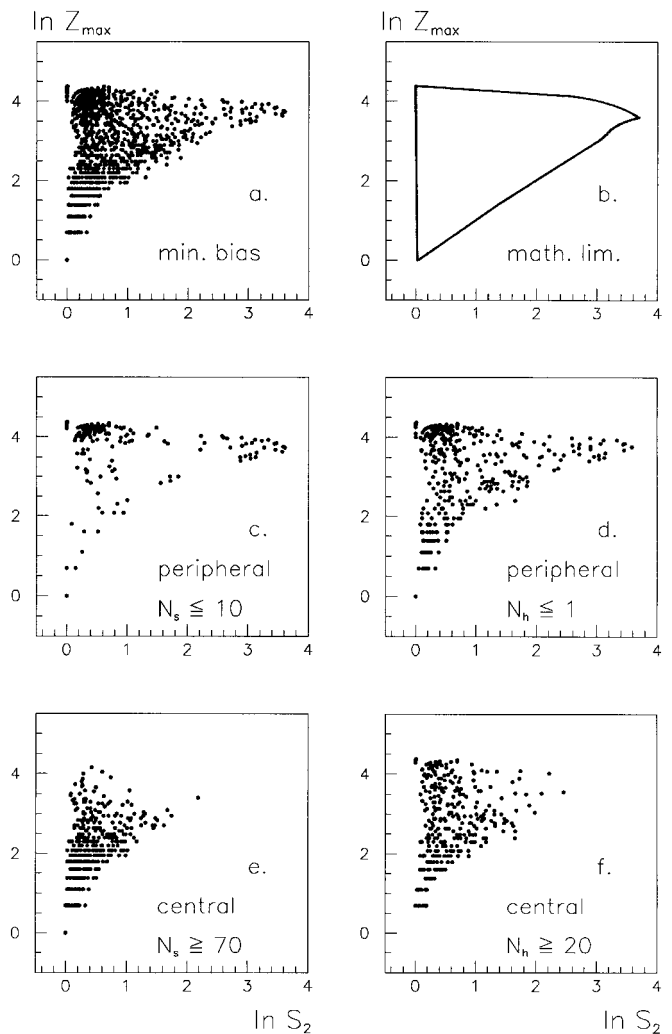 ln Z_max
ln Z_max
4
2
0
a.
min. bias
0 1 2 3 4
4
2
0
b.
math. lim.
0 1 2 3 4
4
2
0
c.
peripheral
N_s ≦ 10
0 1 2 3 4
4
2
0
d.
peripheral
N_h ≦ 1
0 1 2 3 4
4
2
0
e.
central
N_s ≧ 70
0 1 2 3 4
4
2
0
f.
central
N_h ≧ 20
0 1 2 3 4
ln S_2
ln S_2